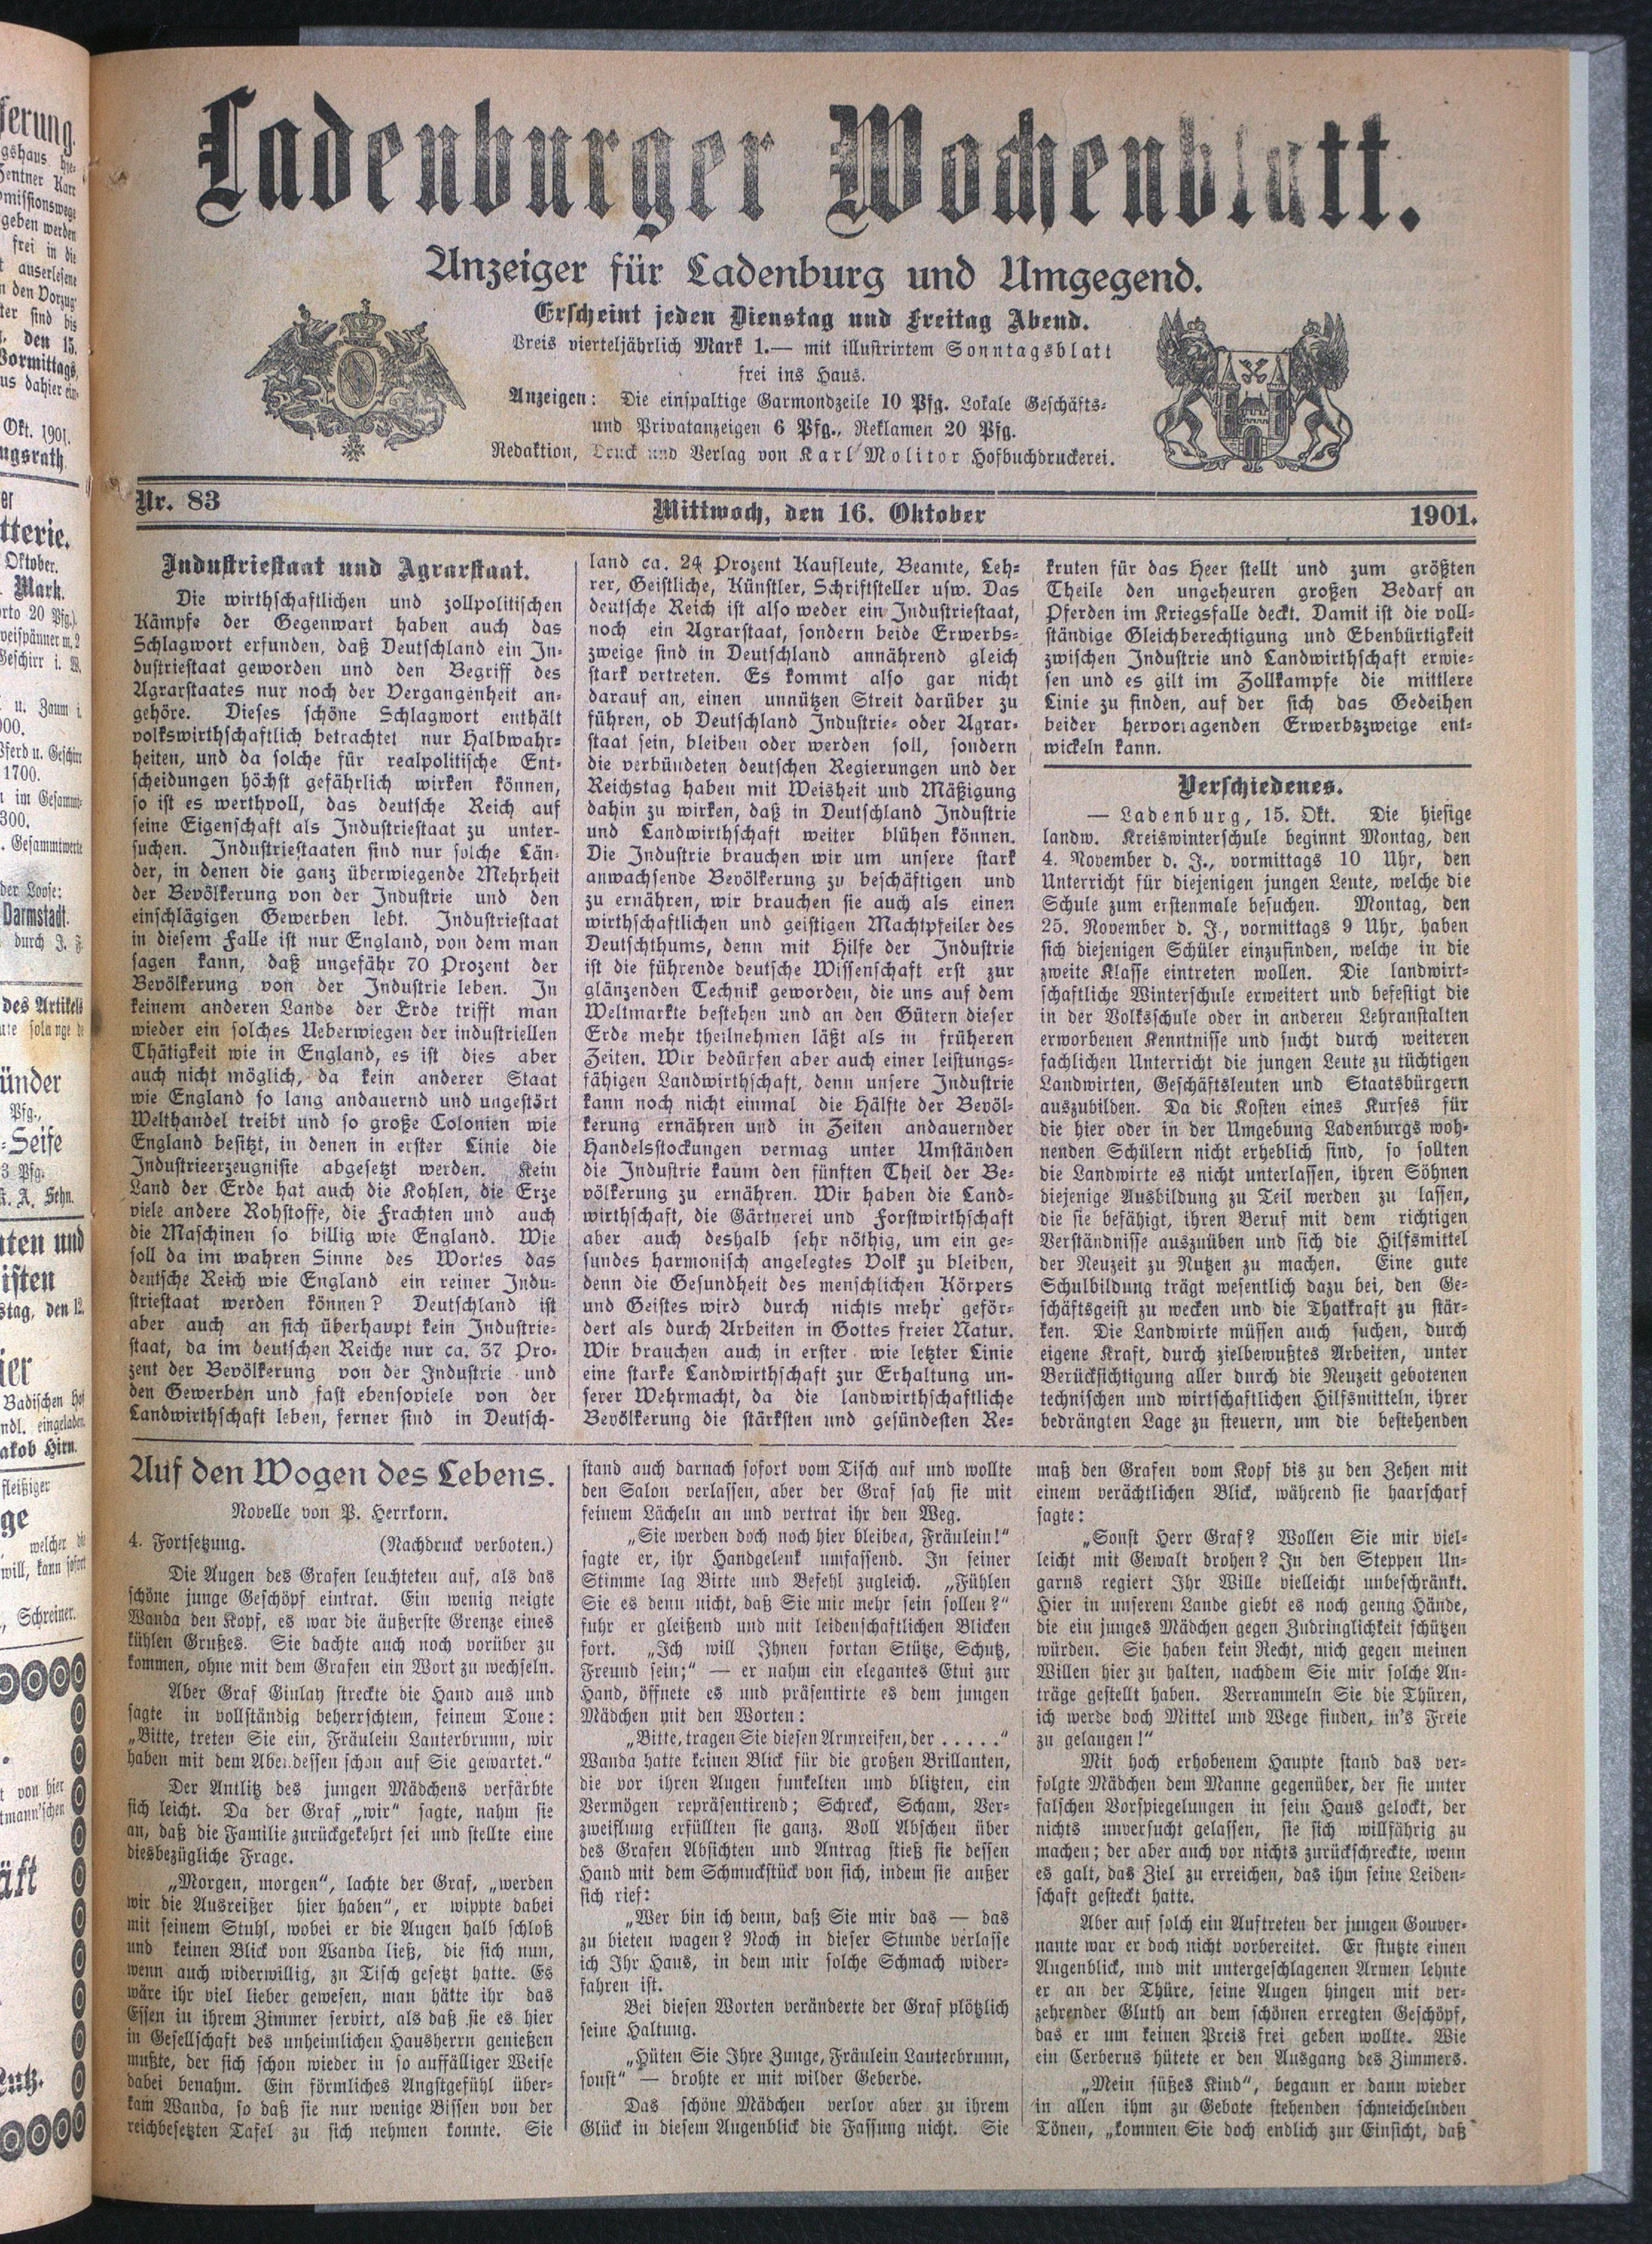 Ladenburger Wochenblatt.
Anzeiger für Ladenburg und Umgegend.
Erscheint jeden Dienstag und Freitag Abend.
Preis vierteljährlich Mark 1.— mit illustrirtem Sonntagsblatt
frei ins Haus.
Anzeigen: Die einspaltige Garmondzeile 10 Pfg. Lokale Geschäfts-
und Privatanzeigen 6 Pfg., Reklamen 20 Pfg.
Redaktion, Druck und Verlag von Karl Molitor Hofbuchdruckerei.
Nr. 83
Mittwoch, den 16. Oktober
1901.
Industriestaat und Agrarstaat.
Die wirthschaftlichen und zollpolitischen
Kämpfe der Gegenwart haben auch das
Schlagwort erfunden, daß Deutschland ein In-
dustriestaat geworden und den Begriff des
Agrarstaates nur noch der Vergangenheit an-
gehöre. Dieses schöne Schlagwort enthält
volkswirthschaftlich betrachtet nur Halbwahr-
heiten, und da solche für realpolitische Ent-
scheidungen höchst gefährlich wirken können,
so ist es werthvoll, das deutsche Reich auf
seine Eigenschaft als Industriestaat zu unter-
suchen. Industriestaaten sind nur solche Län-
der, in denen die ganz überwiegende Mehrheit
der Bevölkerung von der Industrie und den
einschlägigen Gewerben lebt. Industriestaat
in diesem Falle ist nur England, von dem man
sagen kann, daß ungefähr 70 Prozent der
Bevölkerung von der Industrie leben. In
keinem anderen Lande der Erde trifft man
wieder ein solches Ueberwiegen der industriellen
Thätigkeit wie in England, es ist dies aber
auch nicht möglich, da kein anderer Staat
wie England so lang andauernd und ungestört
Welthandel treibt und so große Colonien wie
England besitzt, in denen in erster Linie die
Industrieerzeugnisse abgesetzt werden. Kein
Land der Erde hat auch die Kohlen, die Erze
viele andere Rohstoffe, die Frachten und auch
die Maschinen so billig wie England. Wie
soll da im wahren Sinne des Wortes das
deutsche Reich wie England ein reiner Indu-
striestaat werden können? Deutschland ist
aber auch an sich überhaupt kein Industrie-
staat, da im deutschen Reiche nur ca. 37 Pro-
zent der Bevölkerung von der Industrie und
den Gewerben und fast ebensoviele von der
Landwirthschaft leben, ferner sind in Deutsch-
land ca. 24 Prozent Kaufleute, Beamte, Leh-
rer, Geistliche, Künstler, Schriftsteller usw. Das
deutsche Reich ist also weder ein Industriestaat,
noch ein Agrarstaat, sondern beide Erwerbs-
zweige sind in Deutschland annährend gleich
stark vertreten. Es kommt also gar nicht
darauf an, einen unnützen Streit darüber zu
führen, ob Deutschland Industrie- oder Agrar-
staat sein, bleiben oder werden soll, sondern
die verbündeten deutschen Regierungen und der
Reichstag haben mit Weisheit und Mäßigung
dahin zu wirken, daß in Deutschland Industrie
und Landwirthschaft weiter blühen können.
Die Industrie brauchen wir um unsere stark
anwachsende Bevölkerung zu beschäftigen und
zu ernähren, wir brauchen sie auch als einen
wirthschaftlichen und geistigen Machtpfeiler des
Deutschthums, denn mit Hilfe der Industrie
ist die führende deutsche Wissenschaft erst zur
glänzenden Technik geworden, die uns auf dem
Weltmarkte bestehen und an den Gütern dieser
Erde mehr theilnehmen läßt als in früheren
Zeiten. Wir bedürfen aber auch einer leistungs-
fähigen Landwirthschaft, denn unsere Industrie
kann noch nicht einmal die Hälfte der Bevöl-
kerung ernähren und in Zeiten andauernder
Handelsstockungen vermag unter Umständen
die Industrie kaum den fünften Theil der Be-
völkerung zu ernähren. Wir haben die Land-
wirthschaft, die Gärtnerei und Forstwirthschaft
aber auch deshalb sehr nöthig, um ein ge-
sundes harmonisch angelegtes Volk zu bleiben,
denn die Gesundheit des menschlichen Körpers
und Geistes wird durch nichts mehr geför-
dert als durch Arbeiten in Gottes freier Natur.
Wir brauchen auch in erster wie letzter Linie
eine starke Landwirthschaft zur Erhaltung un-
serer Wehrmacht, da die landwirthschaftliche
Bevölkerung die stärksten und gesündesten Re-
kruten für das Heer stellt und zum größten
Theile den ungeheuren großen Bedarf an
Pferden im Kriegsfalle deckt. Damit ist die voll-
ständige Gleichberechtigung und Ebenbürtigkeit
zwischen Industrie und Landwirthschaft erwie-
sen und es gilt im Zollkampfe die mittlere
Linie zu finden, auf der sich das Gedeihen
beider hervorragenden Erwerbszweige ent-
wickeln kann.
Verschiedenes.
— Ladenburg, 15. Okt. Die hiesige
landw. Kreiswinterschule beginnt Montag, den
4. November d. J., vormittags 10 Uhr, den
Unterricht für diejenigen jungen Leute, welche die
Schule zum erstenmale besuchen. Montag, den
25. November d. J., vormittags 9 Uhr, haben
sich diejenigen Schüler einzufinden, welche in die
zweite Klasse eintreten wollen. Die landwirt-
schaftliche Winterschule erweitert und befestigt die
in der Volksschule oder in anderen Lehranstalten
erworbenen Kenntnisse und sucht durch weiteren
fachlichen Unterricht die jungen Leute zu tüchtigen
Landwirten, Geschäftsleuten und Staatsbürgern
auszubilden. Da die Kosten eines Kurses für
die hier oder in der Umgebung Ladenburgs woh-
nenden Schülern nicht erheblich sind, so sollten
die Landwirte es nicht unterlassen, ihren Söhnen
diejenige Ausbildung zu Teil werden zu lassen,
die sie befähigt, ihren Beruf mit dem richtigen
Verständnisse auszuüben und sich die Hilfsmittel
der Neuzeit zu Nutzen zu machen. Eine gute
Schulbildung trägt wesentlich dazu bei, den Ge-
schäftsgeist zu wecken und die Thatkraft zu stär-
ken. Die Landwirte müssen auch suchen, durch
eigene Kraft, durch zielbewußtes Arbeiten, unter
Berücksichtigung aller durch die Neuzeit gebotenen
technischen und wirtschaftlichen Hilfsmitteln, ihrer
bedrängten Lage zu steuern, um die bestehenden
Auf den Wogen des Lebens.
Novelle von P. Herrkorn.
4. Fortsetzung. (Nachdruck verboten.)
Die Augen des Grafen leuchteten auf, als das
schöne junge Geschöpf eintrat. Ein wenig neigte
Wanda den Kopf, es war die äußerste Grenze eines
kühlen Grußes. Sie dachte auch noch vorüber zu
kommen, ohne mit dem Grafen ein Wort zu wechseln.
Aber Graf Giulay streckte die Hand aus und
sagte in vollständig beherrschtem, feinem Tone:
„Bitte, treten Sie ein, Fräulein Lauterbrunn, wir
haben mit dem Abendessen schon auf Sie gewartet.“
Der Antlitz des jungen Mädchens verfärbte
sich leicht. Da der Graf „wir“ sagte, nahm sie
an, daß die Familie zurückgekehrt sei und stellte eine
diesbezügliche Frage.
„Morgen, morgen“, lachte der Graf, „werden
wir die Ausreißer hier haben“, er wippte dabei
mit seinem Stuhl, wobei er die Augen halb schloß
und keinen Blick von Wanda ließ, die sich nun,
wenn auch widerwillig, zu Tisch gesetzt hatte. Es
wäre ihr viel lieber gewesen, man hätte ihr das
Essen in ihrem Zimmer servirt, als daß sie es hier
in Gesellschaft des unheimlichen Hausherrn genießen
mußte, der sich schon wieder in so auffälliger Weise
dabei benahm. Ein förmliches Angstgefühl über-
kam Wanda, so daß sie nur wenige Bissen von der
reichbesetzten Tafel zu sich nehmen konnte. Sie
stand auch darnach sofort vom Tisch auf und wollte
den Salon verlassen, aber der Graf sah sie mit
feinem Lächeln an und vertrat ihr den Weg.
„Sie werden doch noch hier bleiben, Fräulein!“
sagte er, ihr Handgelenk umfassend. In seiner
Stimme lag Bitte und Befehl zugleich. „Fühlen
Sie es denn nicht, daß Sie mir mehr sein sollen?“
fuhr er gleißend und mit leidenschaftlichen Blicken
fort. „Ich will Ihnen fortan Stütze, Schutz,
Freund sein;“ — er nahm ein elegantes Etui zur
Hand, öffnete es und präsentirte es dem jungen
Mädchen mit den Worten:
„Bitte, tragen Sie diesen Armreifen, der . . . . .“
Wanda hatte keinen Blick für die großen Brillanten,
die vor ihren Augen funkelten und blitzten, ein
Vermögen repräsentirend; Schreck, Scham, Ver-
zweiflung erfüllten sie ganz. Voll Abscheu über
des Grafen Absichten und Antrag stieß sie dessen
Hand mit dem Schmuckstück von sich, indem sie außer
sich rief:
„Wer bin ich denn, daß Sie mir das — das
zu bieten wagen? Noch in dieser Stunde verlasse
ich Ihr Haus, in dem mir solche Schmach wider-
fahren ist.
Bei diesen Worten veränderte der Graf plötzlich
seine Haltung.
„Hüten Sie Ihre Zunge, Fräulein Lauterbrunn,
sonst“ — drohte er mit wilder Geberde.
Das schöne Mädchen verlor aber zu ihrem
Glück in diesem Augenblick die Fassung nicht. Sie
maß den Grafen vom Kopf bis zu den Zehen mit
einem verächtlichen Blick, während sie haarscharf
sagte:
„Sonst Herr Graf? Wollen Sie mir viel-
leicht mit Gewalt drohen? In den Steppen Un-
garns regiert Ihr Wille vielleicht unbeschränkt.
Hier in unserem Lande giebt es noch genug Hände,
die ein junges Mädchen gegen Zudringlichkeit schützen
würden. Sie haben kein Recht, mich gegen meinen
Willen hier zu halten, nachdem Sie mir solche An-
träge gestellt haben. Verrammeln Sie die Thüren,
ich werde doch Mittel und Wege finden, in's Freie
zu gelangen!“
Mit hoch erhobenem Haupte stand das ver-
folgte Mädchen dem Manne gegenüber, der sie unter
falschen Vorspiegelungen in sein Haus gelockt, der
nichts unversucht gelassen, sie sich willfährig zu
machen; der aber auch vor nichts zurückschreckte, wenn
es galt, das Ziel zu erreichen, das ihm seine Leiden-
schaft gesteckt hatte.
Aber auf solch ein Auftreten der jungen Gouver-
nante war er doch nicht vorbereitet. Er stutzte einen
Augenblick, und mit untergeschlagenen Armen lehnte
er an der Thüre, seine Augen hingen mit ver-
zehrender Gluth an dem schönen erregten Geschöpf,
das er um keinen Preis frei geben wollte. Wie
ein Cerberus hütete er den Ausgang des Zimmers.
„Mein süßes Kind“, begann er dann wieder
in allen ihm zu Gebote stehenden schmeichelnden
Tönen, „kommen Sie doch endlich zur Einsicht, daß